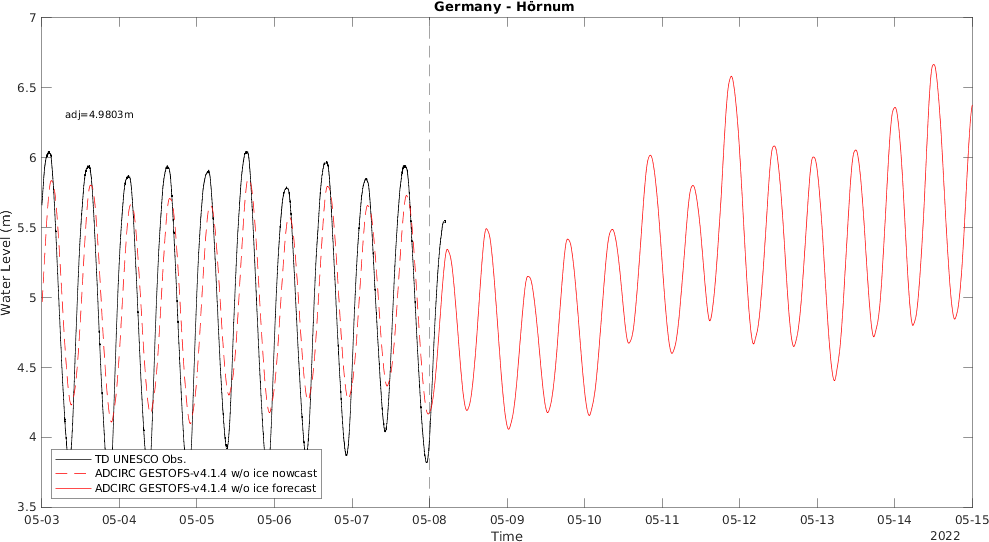 Germany - Hörnum
7
6.5
6
5.5
5
4.5
4
3.5
Water Level (m)
adj=4.9803m
TD UNESCO Obs.
ADCIRC GESTOFS-v4.1.4 w/o ice nowcast
ADCIRC GESTOFS-v4.1.4 w/o ice forecast
05-03 05-04 05-05 05-06 05-07 05-08 05-09 05-10 05-11 05-12 05-13 05-14 05-15
Time
2022